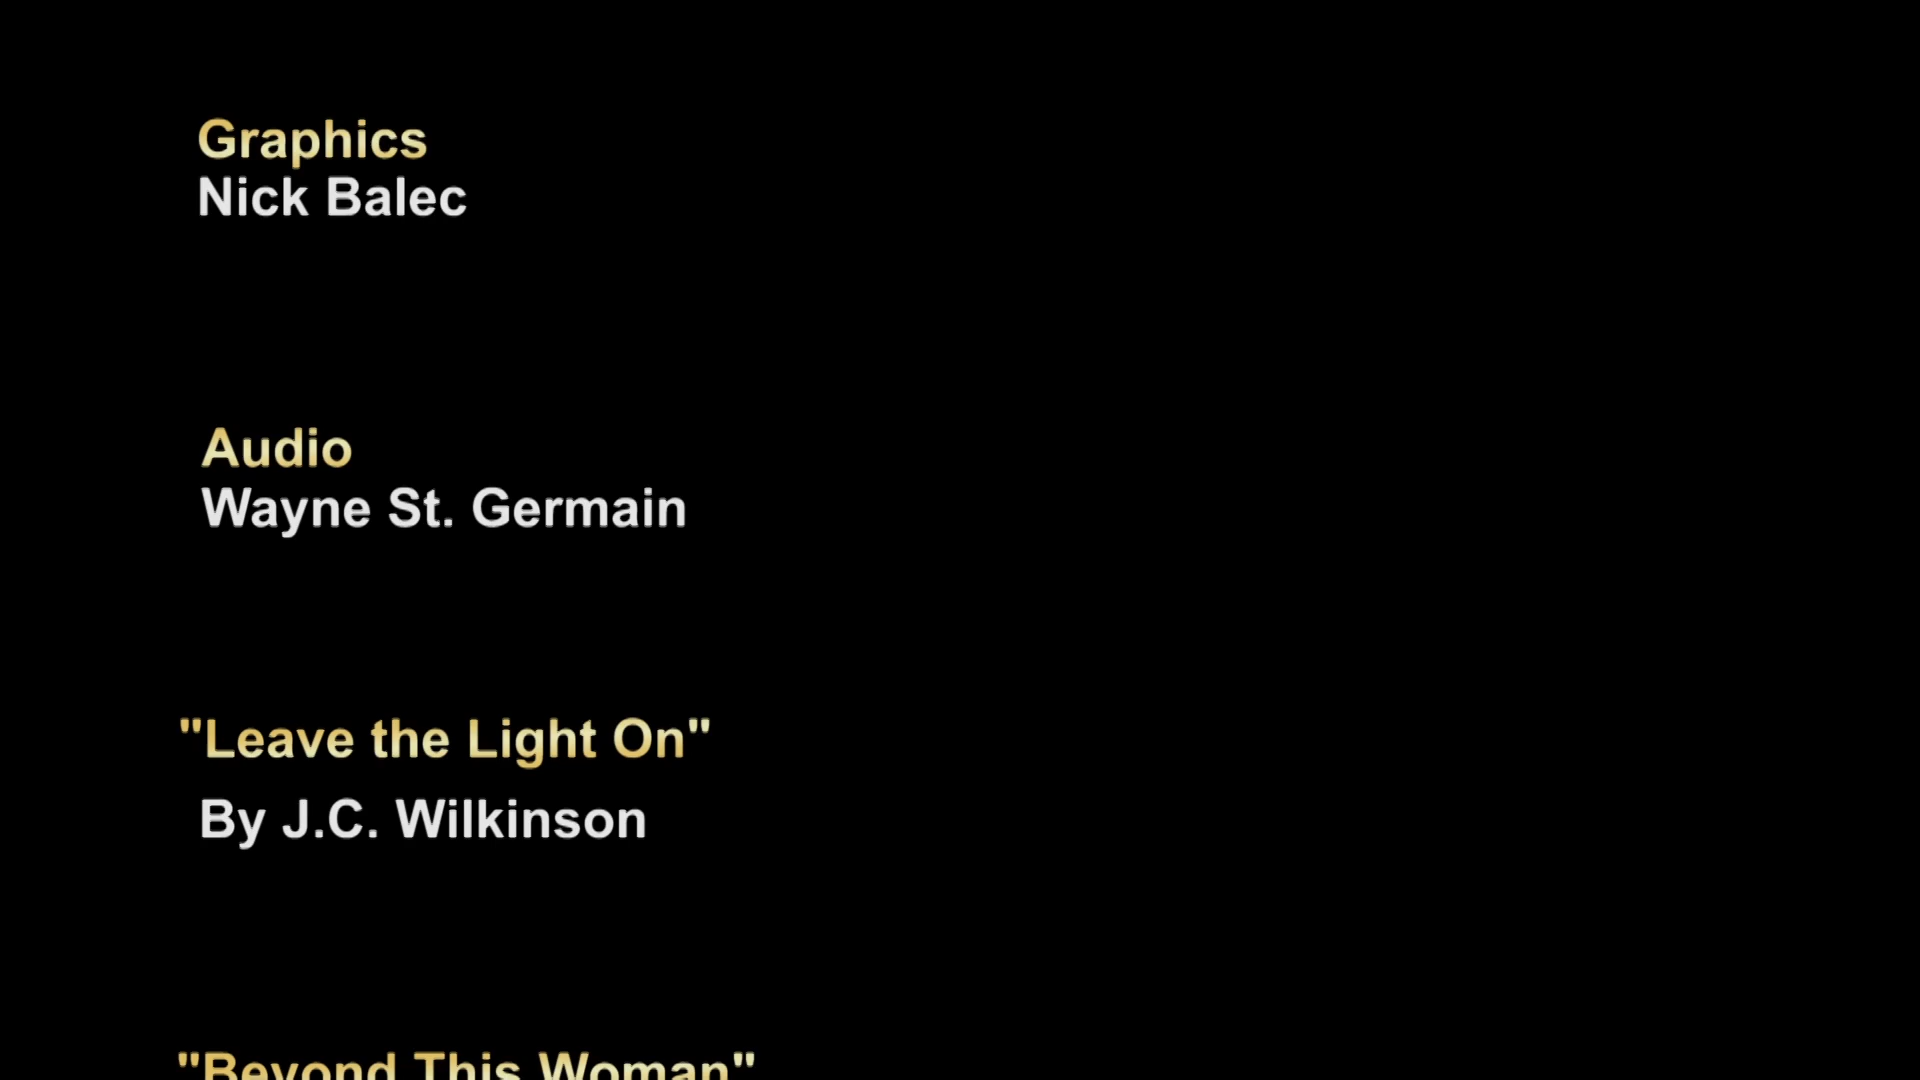 Graphics
Nick Balec
Audio
Wayne St. Germain
"Leave the Light On"
By J.C. Wilkinson
"Beyond This Woman"